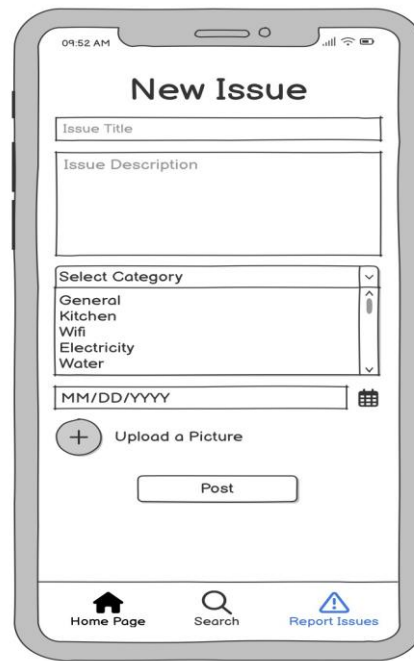 09:52 AM
New Issue
Issue Title
Issue Description
Select Category
General
Kitchen
Wifi
Electricity
Water
MM/DD/YYYY
+ Upload a Picture
Post
Home Page Search Report Issues